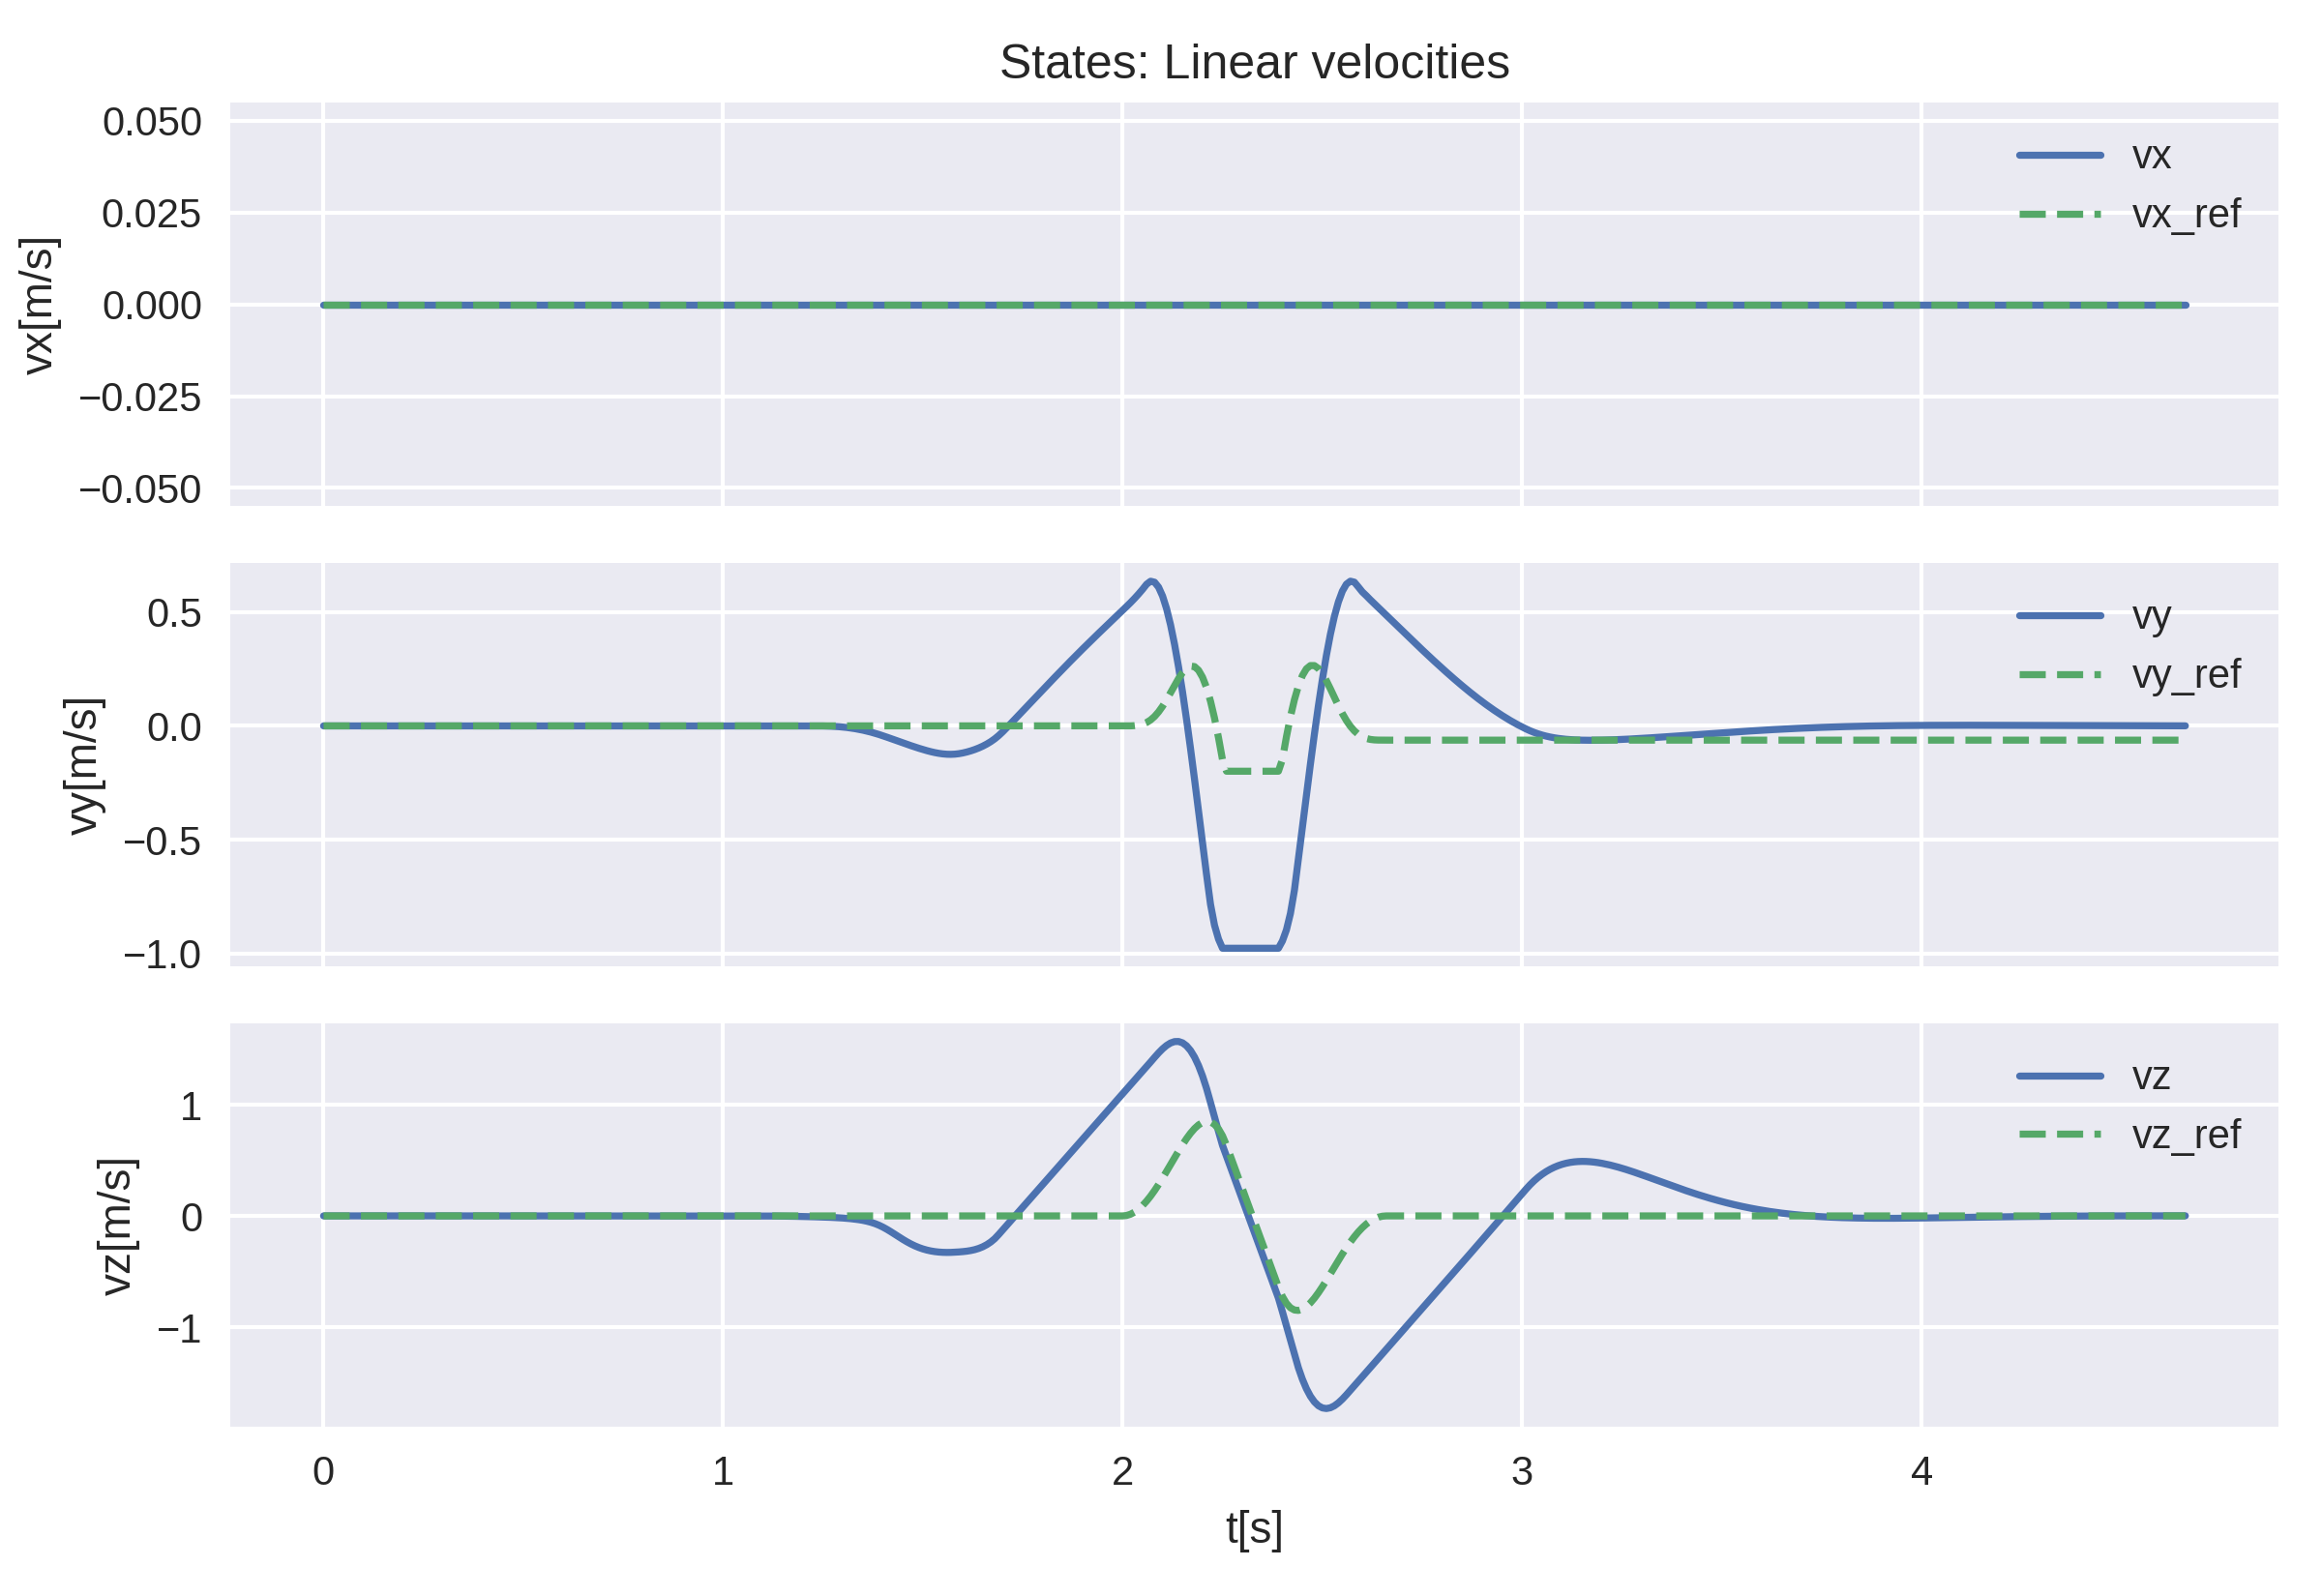 States: Linear velocities
0.050
0.025
0.000
−0.025
−0.050
vx[m/s]
vx
vx_ref
0.5
0.0
−0.5
−1.0
vy[m/s]
vy
vy_ref
1
0
−1
vz[m/s]
vz
vz_ref
0 1 2 3 4
t[s]